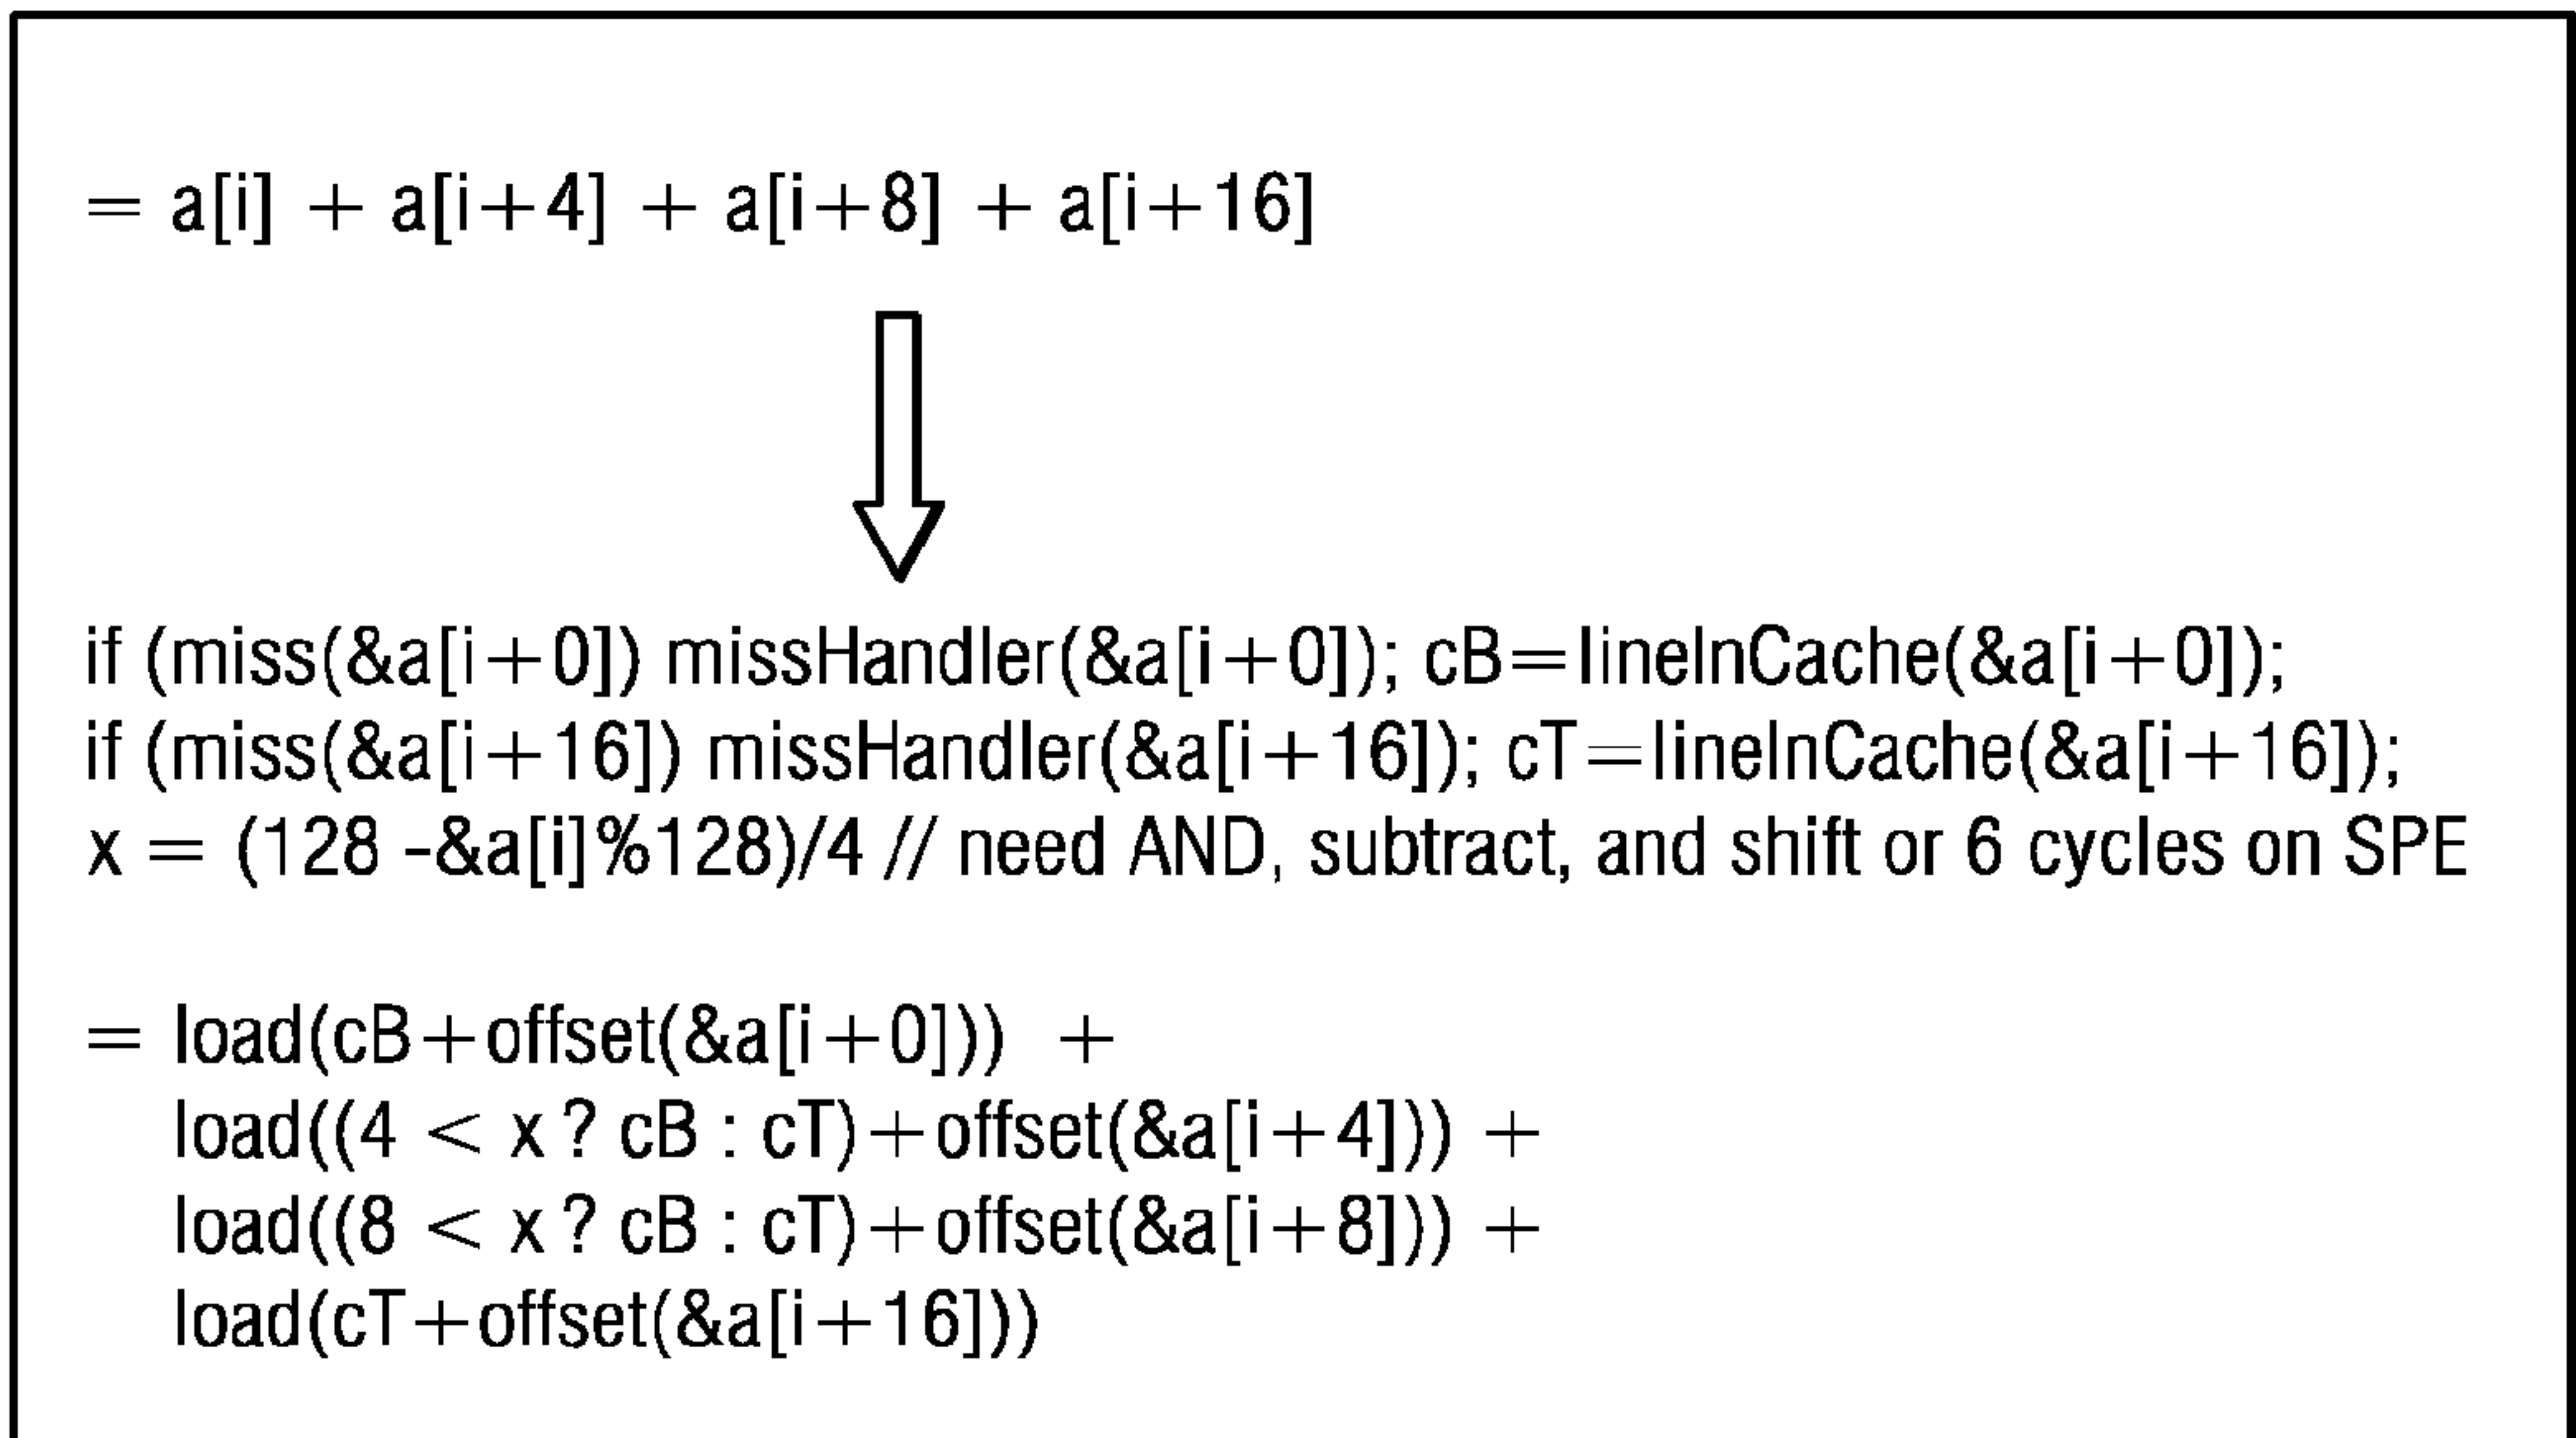 = a[i] + a[i+4] + a[i+8] + a[i+16]
if (miss(&a[i+0]) missHandler(&a[i+0]); cB=lineInCache(&a[i+0]);
if (miss(&a[i+16]) missHandler(&a[i+16]); cT=lineInCache(&a[i+16]);
x = (128 -&a[i]%128)/4 // need AND, subtract, and shift or 6 cycles on SPE
= load(cB+offset(&a[i+0])) +
load((4 < x ? cB : cT)+offset(&a[i+4])) +
load((8 < x ? cB : cT)+offset(&a[i+8])) +
load(cT+offset(&a[i+16]))